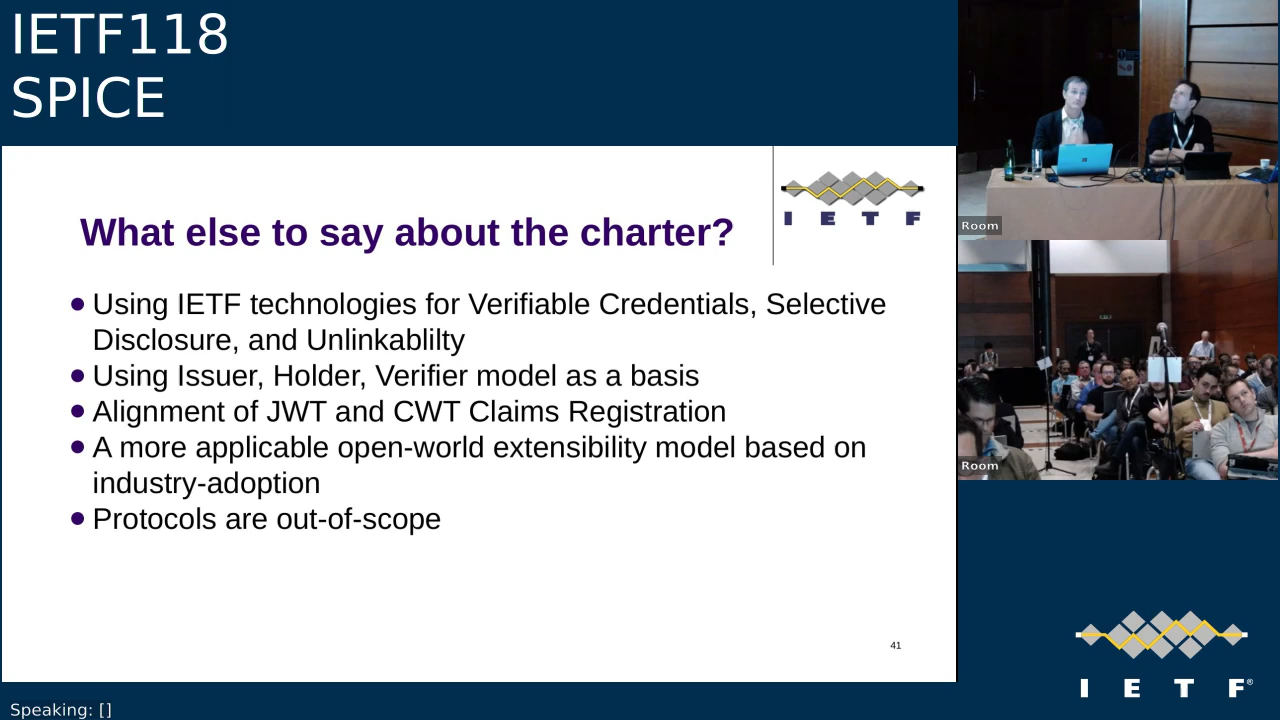 IETF118
SPICE
What else to say about the charter?
I E T F
Using IETF technologies for Verifiable Credentials, Selective
Disclosure, and Unlinkablilty
Using Issuer, Holder, Verifier model as a basis
Alignment of JWT and CWT Claims Registration
A more applicable open-world extensibility model based on
industry-adoption
Protocols are out-of-scope
41
Room
Room
I E T F®
Speaking: []